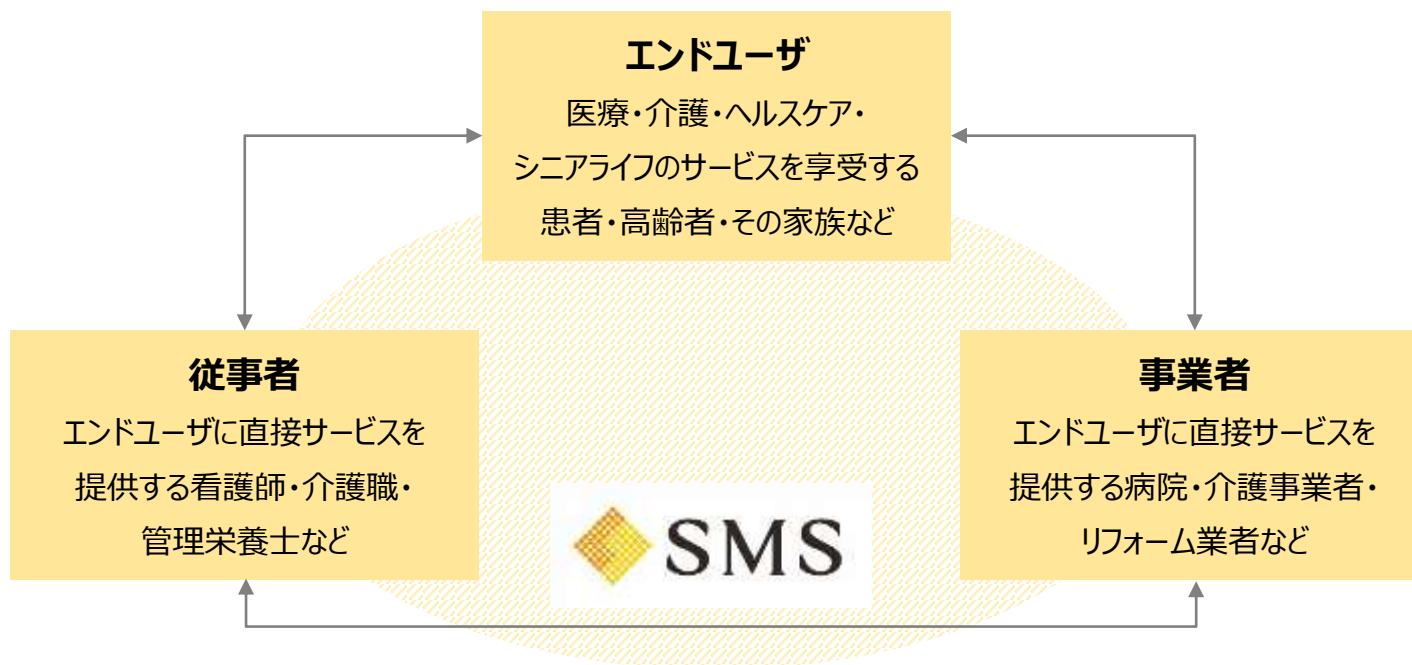 エンドユーザ
医療・介護・ヘルスケア・
シニアライフのサービスを享受する
患者・高齢者・その家族など
従事者
エンドユーザに直接サービスを
提供する看護師・介護職・
管理栄養士など
事業者
エンドユーザに直接サービスを
提供する病院・介護事業者・
リフォーム業者など
SMS